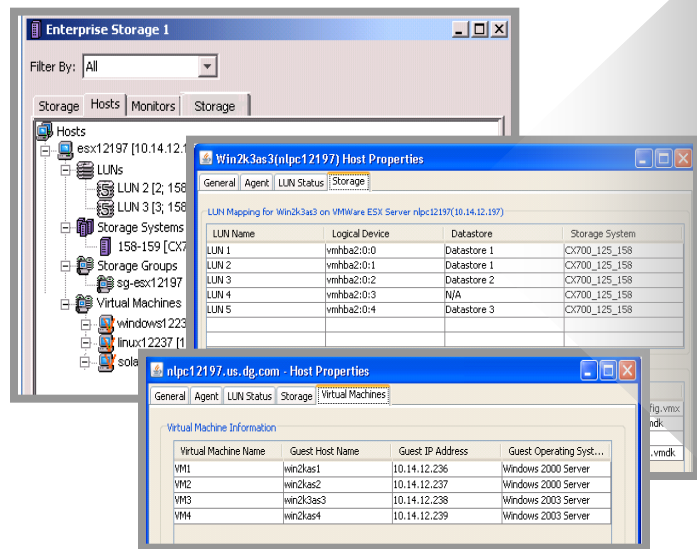 Enterprise Storage 1
Filter By: All
Storage Hosts Monitors Storage
Hosts
esx12197 [10.14.12.1
LUNs
LUN 2 [2; 158
LUN 3 [3; 158
Storage Systems
158-159 [CX7
Storage Groups
sg-esx12197
Virtual Machines
windows1223
linux12237 [1
sola
Win2k3as3(nlpc12197) Host Properties
General Agent LUN Status Storage
LUN Mapping for Win2k3as3 on VMWare ESX Server nlpc12197(10.14.12.197)
LUN Name Logical Device Datastore Storage System
LUN 1 vmhba2:0:0 Datastore 1 CX700_125_158
LUN 2 vmhba2:0:1 Datastore 1 CX700_125_158
LUN 3 vmhba2:0:2 Datastore 2 CX700_125_158
LUN 4 vmhba2:0:3 N/A CX700_125_158
LUN 5 vmhba2:0:4 Datastore 3 CX700_125_158
fig.vmx
mdk
.vmdk
nlpc12197.us.dg.com - Host Properties
General Agent LUN Status Storage Virtual Machines
Virtual Machine Information
Virtual Machine Name Guest Host Name Guest IP Address Guest Operating Syst...
VM1 win2kas1 10.14.12.236 Windows 2000 Server
VM2 win2kas2 10.14.12.237 Windows 2000 Server
VM3 win2k3as3 10.14.12.238 Windows 2003 Server
VM4 win2kas4 10.14.12.239 Windows 2003 Server